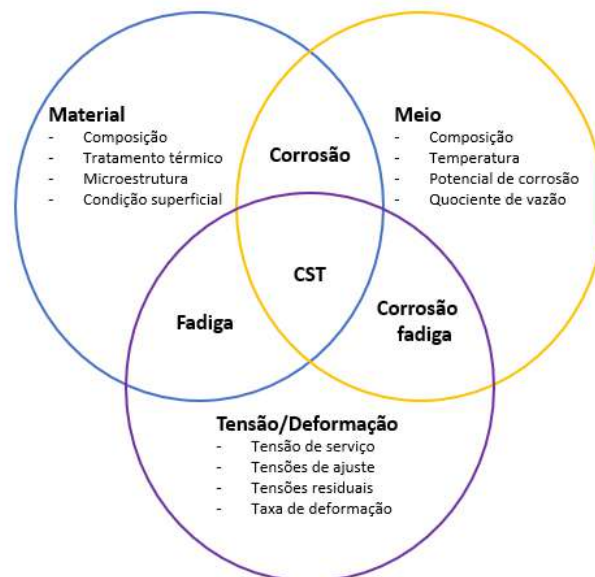 Material
- Composição
- Tratamento térmico
- Microestrutura
- Condição superficial
Corrosão
Meio
- Composição
- Temperatura
- Potencial de corrosão
- Quociente de vazão
CST
Fadiga
Corrosão
fadiga
Tensão/Deformação
- Tensão de serviço
- Tensões de ajuste
- Tensões residuais
- Taxa de deformação